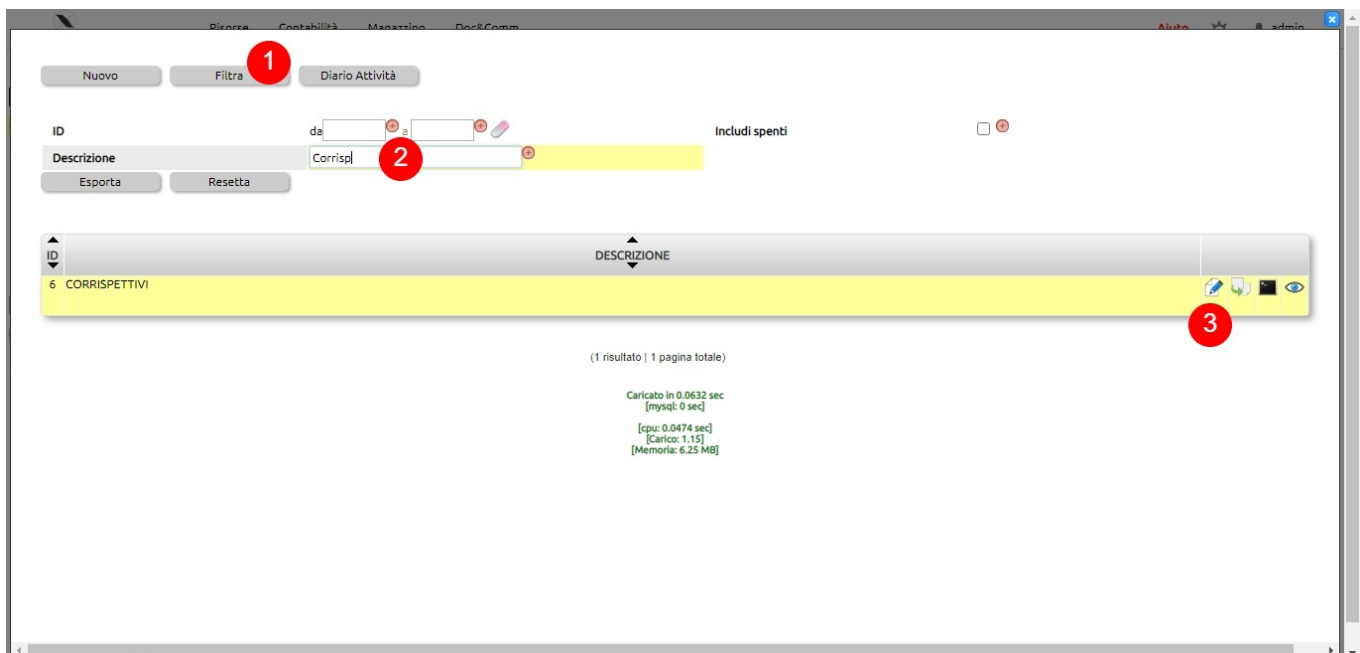 Risorse Contabilità Magazzino Doc&Comm Aiuto admin
1
Nuovo Filtra Diario Attività
ID da a Includi spenti
Descrizione Corrisp 2
Esporta Resetta
ID DESCRIZIONE
6 CORRISPETTIVI
3
(1 risultato | 1 pagina totale)
Caricato in 0.0632 sec
[mysql: 0 sec]
[cpu: 0.0474 sec]
[Carico: 1.15]
[Memoria: 6.25 MB]